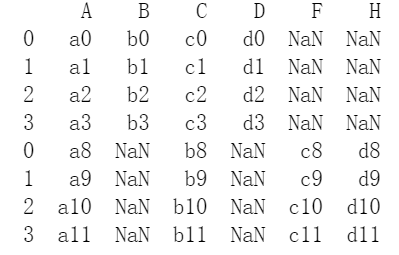 A B C D F H
0 a0 b0 c0 d0 NaN NaN
1 a1 b1 c1 d1 NaN NaN
2 a2 b2 c2 d2 NaN NaN
3 a3 b3 c3 d3 NaN NaN
0 a8 NaN b8 NaN c8 d8
1 a9 NaN b9 NaN c9 d9
2 a10 NaN b10 NaN c10 d10
3 a11 NaN b11 NaN c11 d11